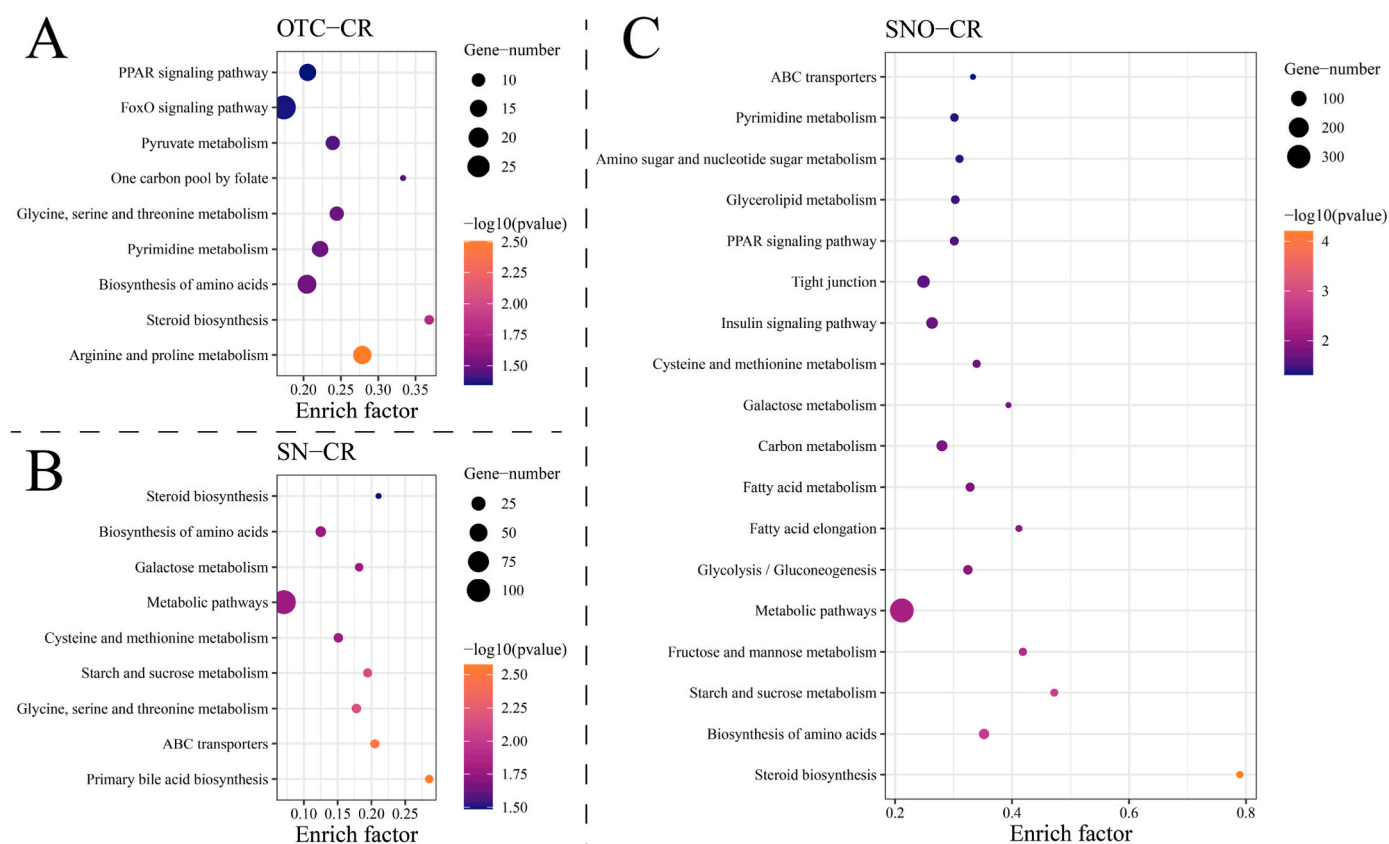 A
OTC−CR
PPAR signaling pathway
FoxO signaling pathway
Pyruvate metabolism
One carbon pool by folate
Glycine, serine and threonine metabolism
Pyrimidine metabolism
Biosynthesis of amino acids
Steroid biosynthesis
Arginine and proline metabolism
0.20 0.25 0.30 0.35
Enrich factor
Gene−number
10
15
20
25
−log10(pvalue)
2.50
2.25
2.00
1.75
1.50
B
SN−CR
Steroid biosynthesis
Biosynthesis of amino acids
Galactose metabolism
Metabolic pathways
Cysteine and methionine metabolism
Starch and sucrose metabolism
Glycine, serine and threonine metabolism
ABC transporters
Primary bile acid biosynthesis
0.10 0.15 0.20 0.25
Enrich factor
Gene−number
25
50
75
100
−log10(pvalue)
2.50
2.25
2.00
1.75
1.50
C
SNO−CR
ABC transporters
Pyrimidine metabolism
Amino sugar and nucleotide sugar metabolism
Glycerolipid metabolism
PPAR signaling pathway
Tight junction
Insulin signaling pathway
Cysteine and methionine metabolism
Galactose metabolism
Carbon metabolism
Fatty acid metabolism
Fatty acid elongation
Glycolysis / Gluconeogenesis
Metabolic pathways
Fructose and mannose metabolism
Starch and sucrose metabolism
Biosynthesis of amino acids
Steroid biosynthesis
0.2 0.4 0.6 0.8
Enrich factor
Gene−number
100
200
300
−log10(pvalue)
4
3
2